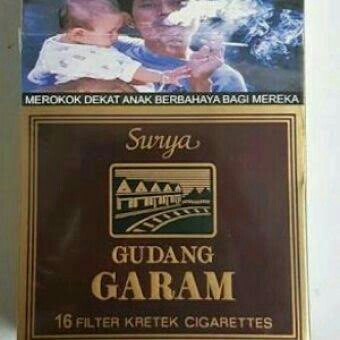 MEROKOK DEKAT ANAK BERBAHAYA BAGI MEREKA
Surya
GUDANG
GARAM
16 FILTER KRETEK CIGARETTES